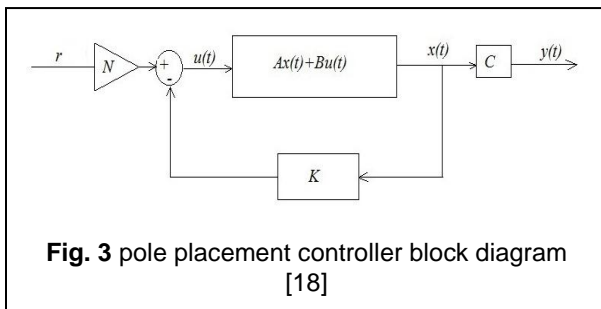 r
N
+
-
u(t)
Ax(t)+Bu(t)
x(t)
C
y(t)
K
Fig. 3 pole placement controller block diagram
[18]